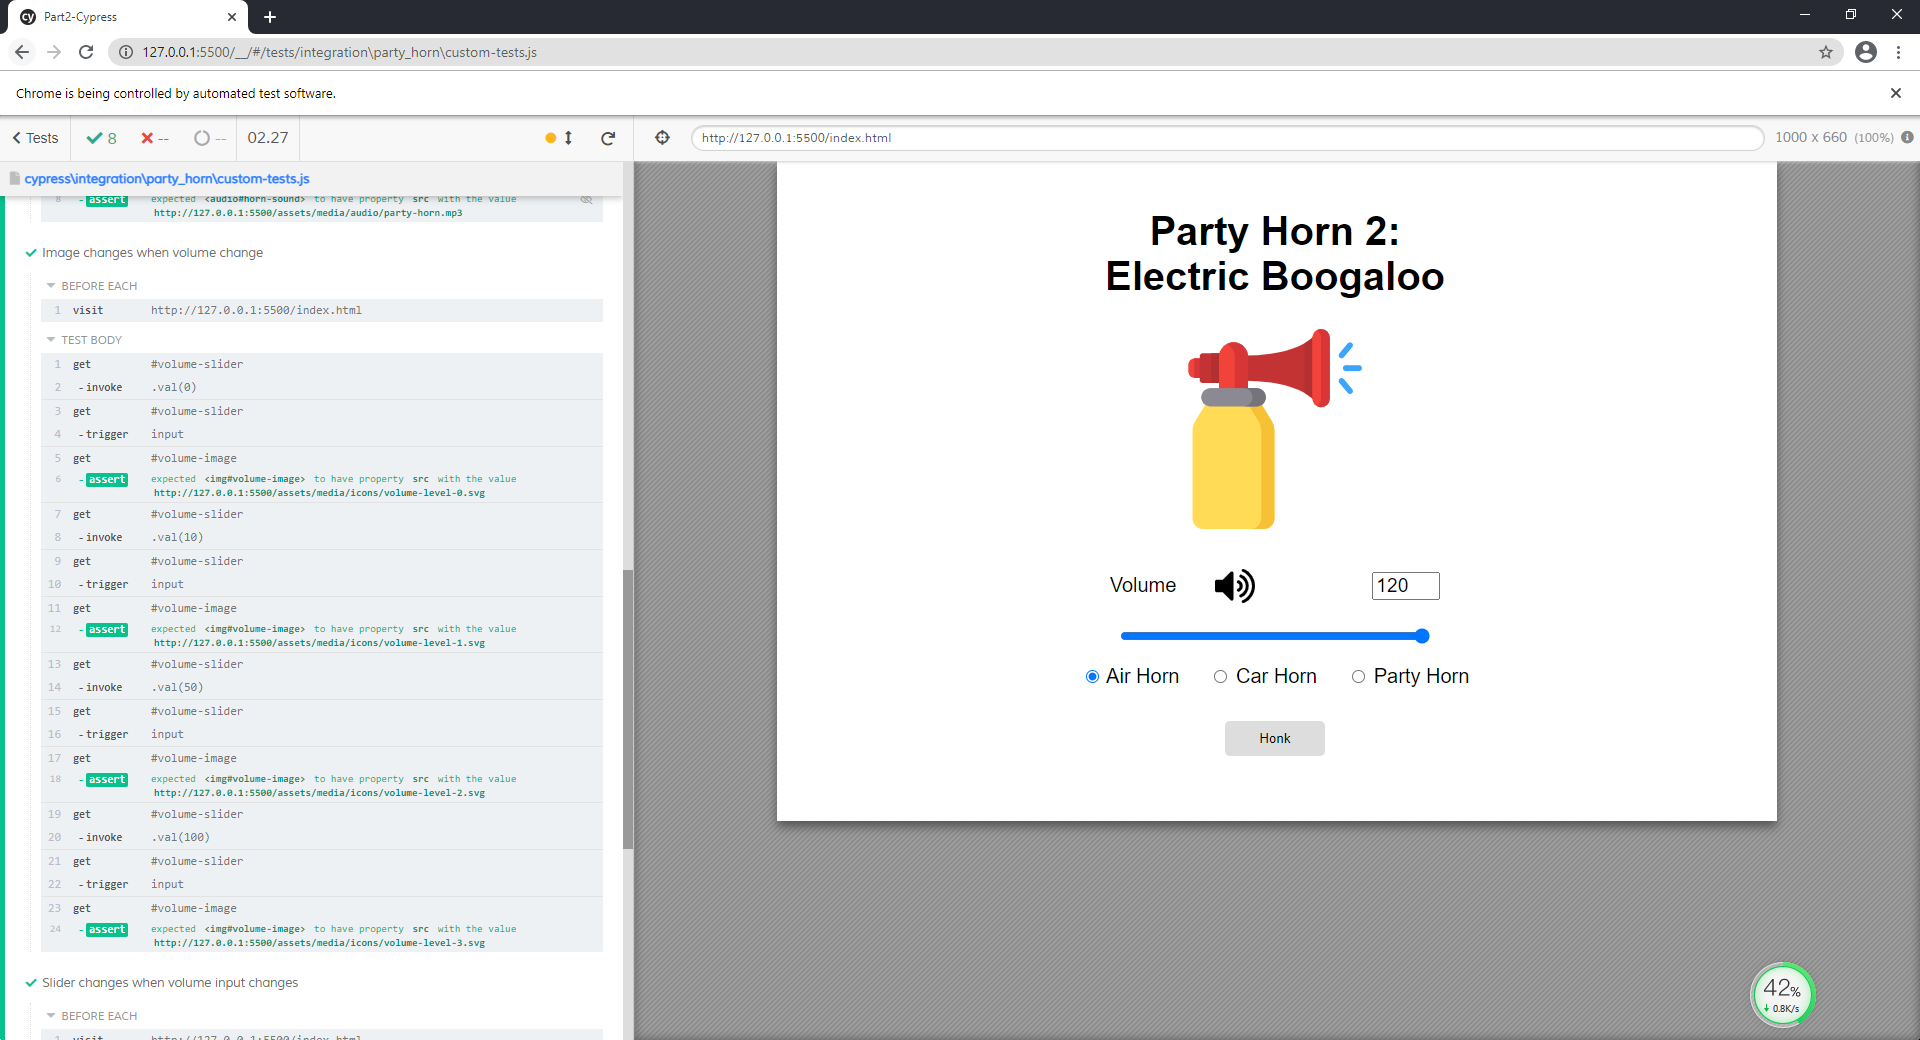 cy Part2-Cypress
127.0.0.1:5500/__/#/tests/integration\party_horn\custom-tests.js
Chrome is being controlled by automated test software.
Tests 8 -- -- 02.27
http://127.0.0.1:5500/index.html
1000 x 660 (100%)
cypress\integration\party_horn\custom-tests.js
8 -assert expected <audio#horn-sound> to have property src with the value
http://127.0.0.1:5500/assets/media/audio/party-horn.mp3
Image changes when volume change
BEFORE EACH
1 visit http://127.0.0.1:5500/index.html
TEST BODY
1 get #volume-slider
2 -invoke .val(0)
3 get #volume-slider
4 -trigger input
5 get #volume-image
6 -assert expected <img#volume-image> to have property src with the value
http://127.0.0.1:5500/assets/media/icons/volume-level-0.svg
7 get #volume-slider
8 -invoke .val(10)
9 get #volume-slider
10 -trigger input
11 get #volume-image
12 -assert expected <img#volume-image> to have property src with the value
http://127.0.0.1:5500/assets/media/icons/volume-level-1.svg
13 get #volume-slider
14 -invoke .val(50)
15 get #volume-slider
16 -trigger input
17 get #volume-image
18 -assert expected <img#volume-image> to have property src with the value
http://127.0.0.1:5500/assets/media/icons/volume-level-2.svg
19 get #volume-slider
20 -invoke .val(100)
21 get #volume-slider
22 -trigger input
23 get #volume-image
24 -assert expected <img#volume-image> to have property src with the value
http://127.0.0.1:5500/assets/media/icons/volume-level-3.svg
Slider changes when volume input changes
BEFORE EACH
1 visit http://127.0.0.1:5500/index.html
Party Horn 2:
Electric Boogaloo
Volume 120
Air Horn Car Horn Party Horn
Honk
42%
0.8K/s